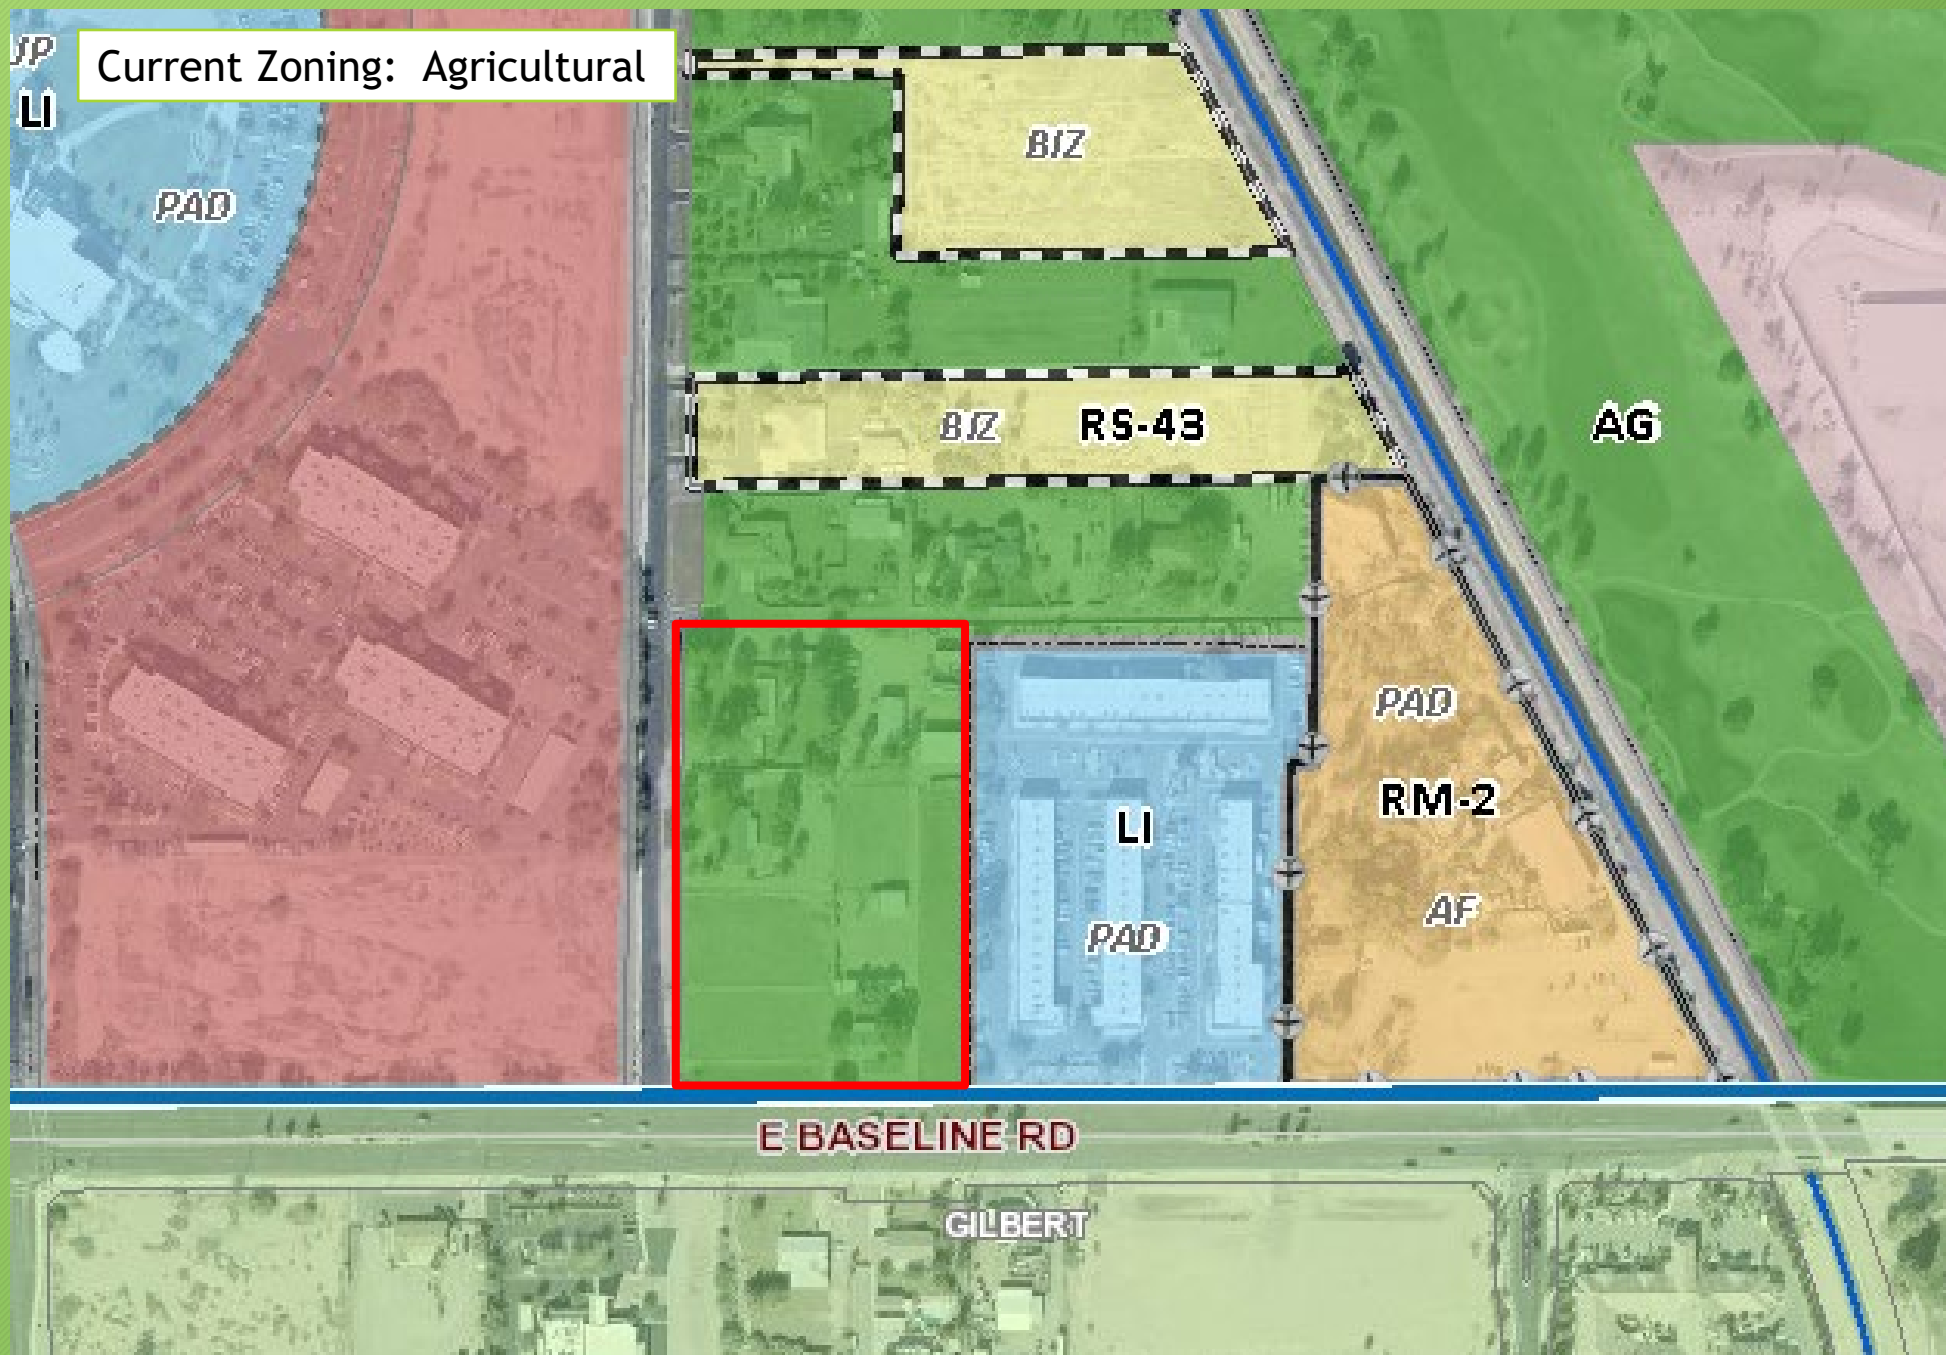 JP
Current Zoning: Agricultural
LI
PAD
BIZ
BIZ RS-43
AG
PAD
RM-2
LI
AF
PAD
E BASELINE RD
GILBERT